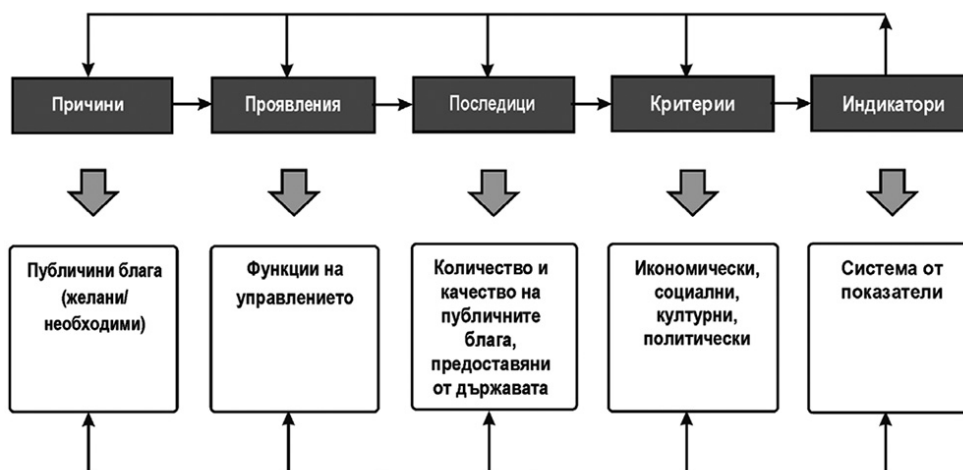 Причини
Проявления
Последици
Критерии
Индикатори
Публичини блага
(желани/
необходими)
Функции на
управлението
Количество и
качество на
публичните
блага,
предоставяни
от държавата
Икономически,
социални,
културни,
политически
Система от
показатели